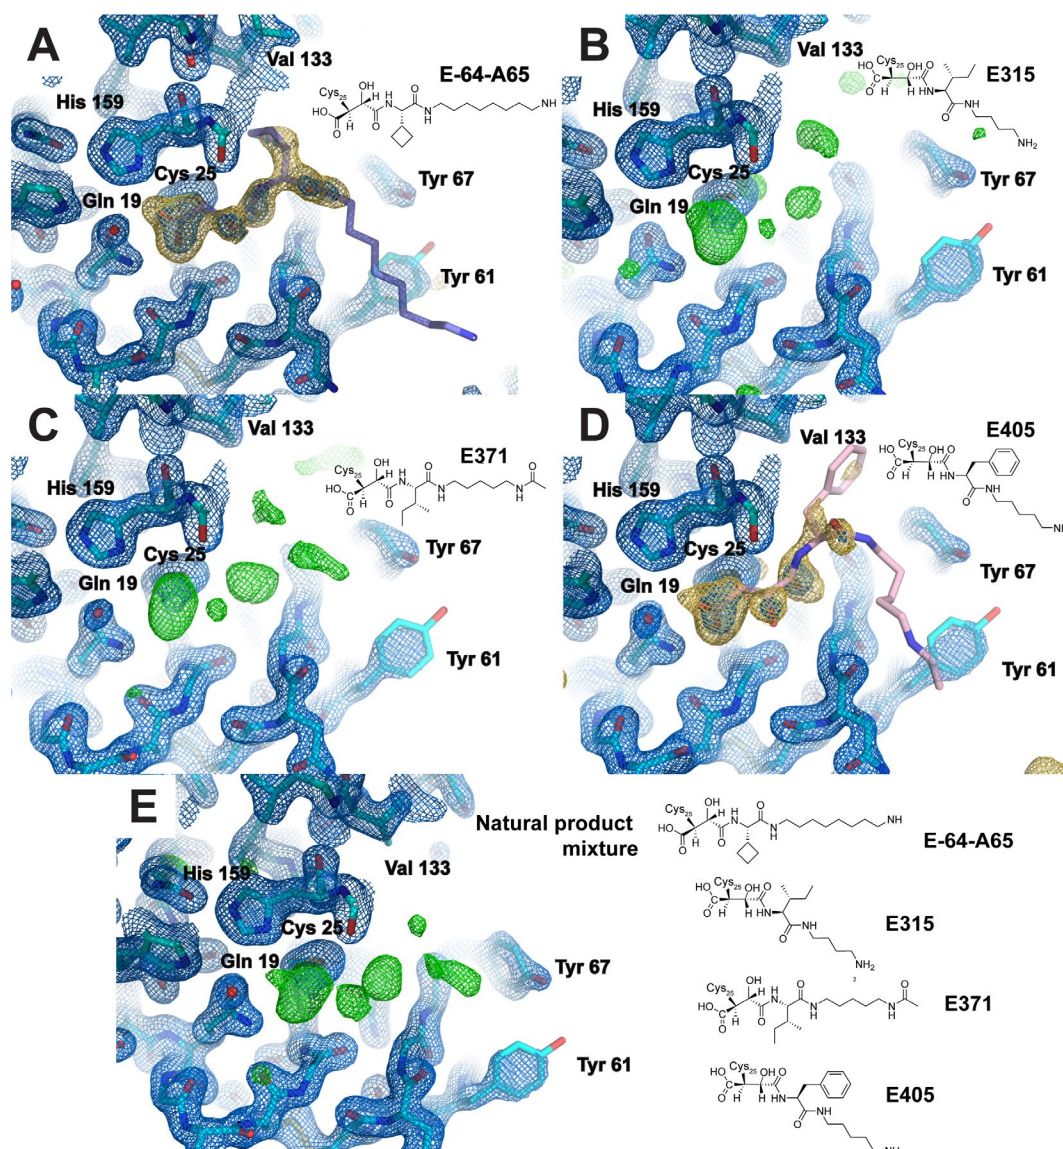 A
Val 133
E-64-A65
His 159
Cys 25
Gln 19
Tyr 67
Tyr 61
B
Val 133
E315
His 159
Cys 25
Gln 19
Tyr 67
Tyr 61
C
Val 133
E371
His 159
Cys 25
Gln 19
Tyr 67
Tyr 61
D
Val 133
E405
His 159
Cys 25
Gln 19
Tyr 67
Tyr 61
E
Natural product
mixture
E-64-A65
Val 133
His 159
Cys 25
Gln 19
E315
Tyr 67
E371
Tyr 61
E405